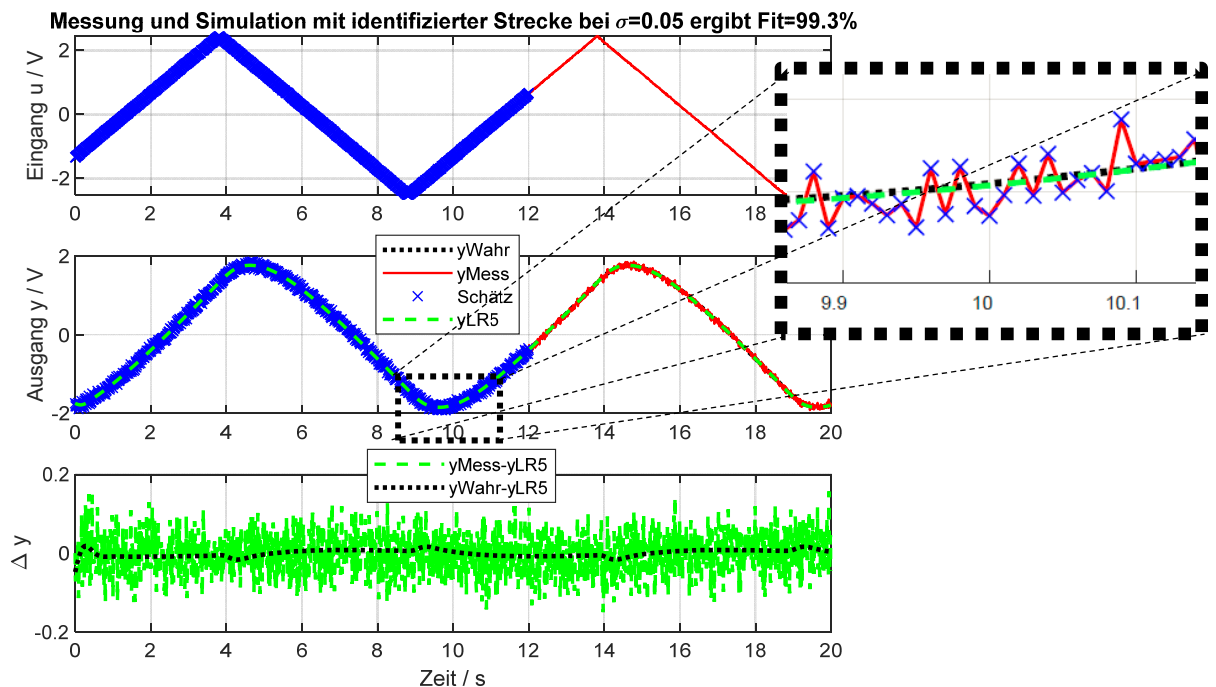 Messung und Simulation mit identifizierter Strecke bei σ=0.05 ergibt Fit=99.3%
Eingang u / V
2
0
-2
0 2 4 6 8 10 12 14 16 18
9.9 10 10.1
Ausgang y / V
2
0
-2
yWahr
yMess
Schätz
yLR5
0 2 4 6 8 10 12 14 16 18 20
yMess-yLR5
yWahr-yLR5
Δ y
0.2
0
-0.2
0 2 4 6 8 10 12 14 16 18 20
Zeit / s